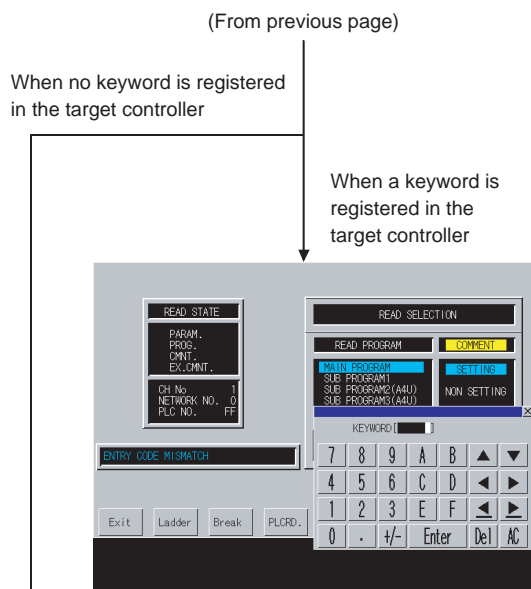 (From previous page)
When no keyword is registered
in the target controller
When a keyword is
registered in the
target controller
READ STATE
PARAM.
PROG.
CMNT.
EX.CMNT.
CH No 1
NETWORK NO. 0
PLC NO. FF
READ SELECTION
READ PROGRAM
COMMENT
MAIN PROGRAM
SUB PROGRAM1
SUB PROGRAM2(A4U)
SUB PROGRAM3(A4U)
SETTING
NON SETTING
ENTRY CODE MISMATCH
×
KEYWORD[ ]
7 8 9 A B ▲ ▼
4 5 6 C D ◀ ▶
1 2 3 E F ◀ ▶
0 . +/- Enter Del AC
Exit Ladder Break PLCRD.